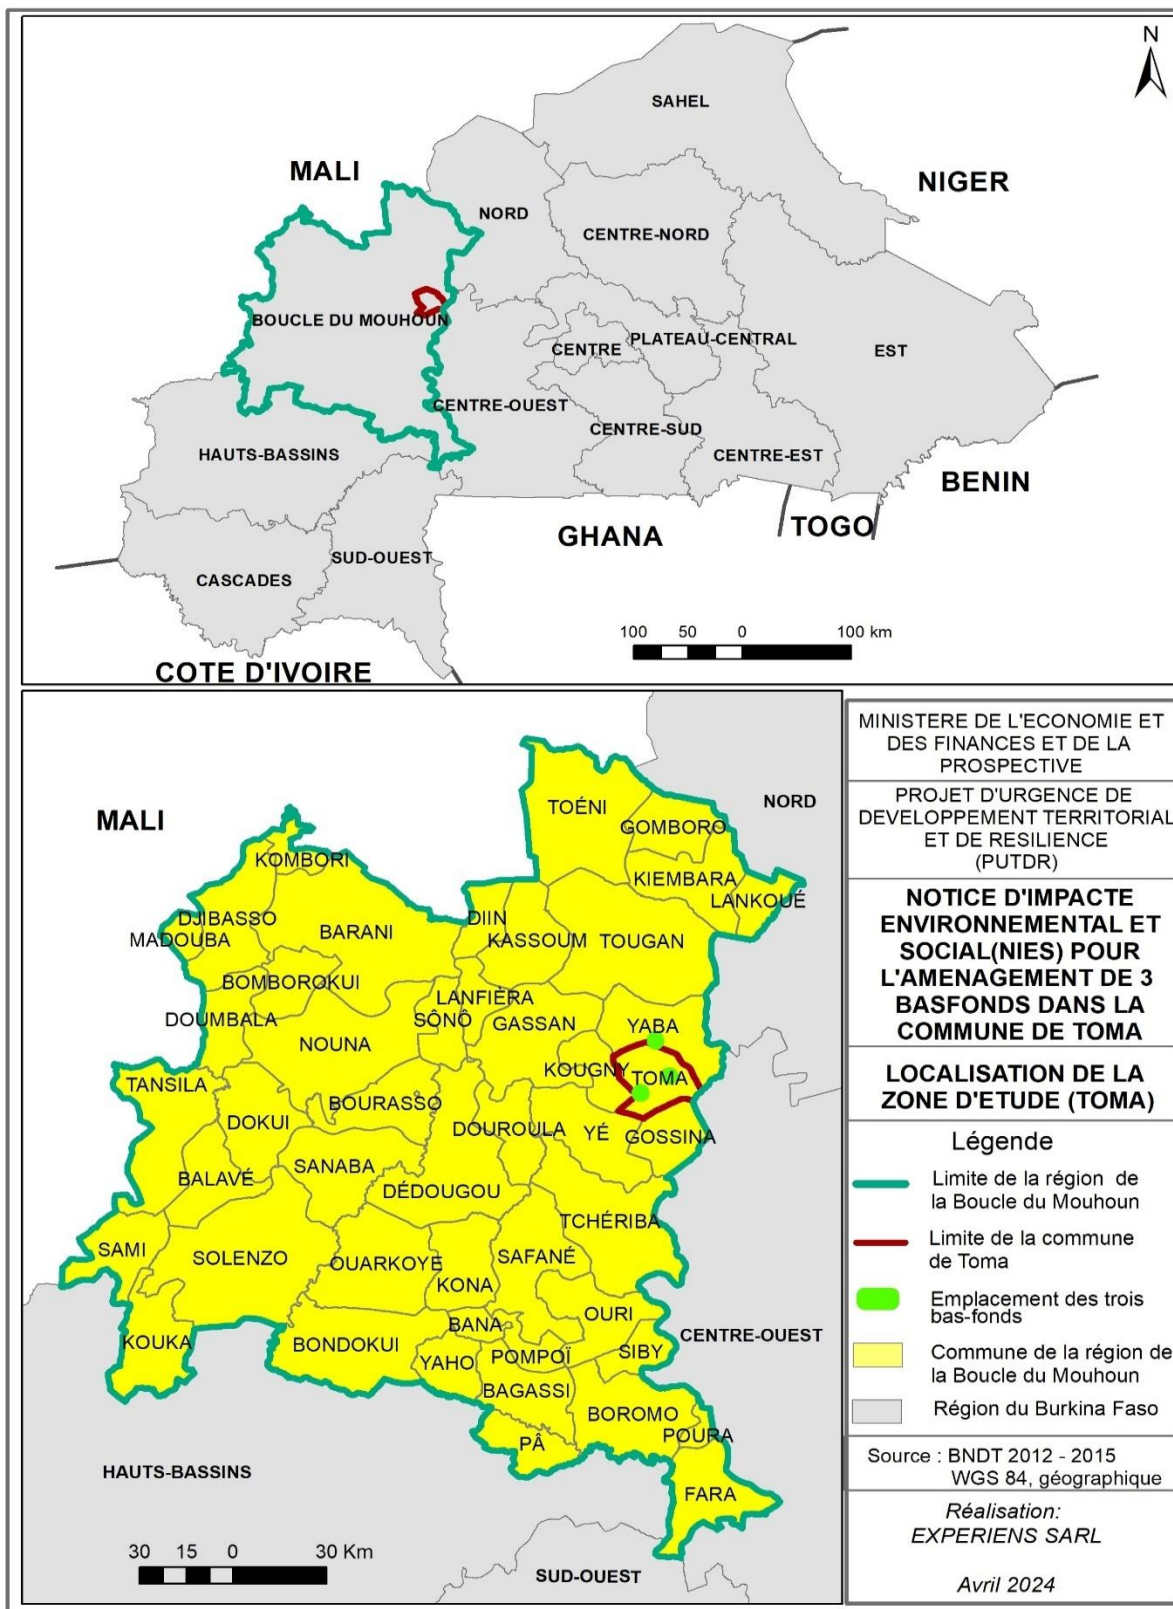 N
SAHEL
MALI
NIGER
NORD
CENTRE-NORD
BOUCLE DU MOUHOUN
PLATEAU-CENTRAL
CENTRE
EST
CENTRE-OUEST
CENTRE-SUD
HAUTS-BASSINS
CENTRE-EST
BENIN
GHANA
TOGO
SUD-OUEST
CASCADES
100 50 0 100 km
COTE D'IVOIRE
MALI
NORD
TOÉNI
GOMBORO
KOMBORI
KIEMBARA
LANKOUÉ
DJIBASSO
MADOUBA
BARANI
DIIN
KASSOUM
TOUGAN
BOMBOROKUI
LANFIÈRA
DOUMBALA
SÔNÔ
GASSAN
YABA
NOUNA
KOUGNY
TOMA
TANSILA
BOURASSÔ
DOKUI
DOUROULA
YÉ
GOSSINA
SANABA
BALAVÉ
DÉDOUGOU
TCHÉRIBA
SAMI
SOLENZO
OUARKOYE
SAFANÉ
KONA
OURI
BANA
CENTRE-OUEST
KOUKA
BONDOKUI
YAHO
POMPOÏ
SIBY
BAGASSI
BOROMO
POURA
PÂ
HAUTS-BASSINS
FARA
30 15 0 30 Km
SUD-OUEST
MINISTERE DE L'ECONOMIE ET
DES FINANCES ET DE LA
PROSPECTIVE
PROJET D'URGENCE DE
DEVELOPPEMENT TERRITORIAL
ET DE RESILIENCE
(PUTDR)
NOTICE D'IMPACTE
ENVIRONNEMENTAL ET
SOCIAL(NIES) POUR
L'AMENAGEMENT DE 3
BASFONDS DANS LA
COMMUNE DE TOMA
LOCALISATION DE LA
ZONE D'ETUDE (TOMA)
Légende
Limite de la région de
la Boucle du Mouhoun
Limite de la commune
de Toma
Emplacement des trois
bas-fonds
Commune de la région de
la Boucle du Mouhoun
Région du Burkina Faso
Source : BNDT 2012 - 2015
WGS 84, géographique
Réalisation:
EXPERIENS SARL
Avril 2024